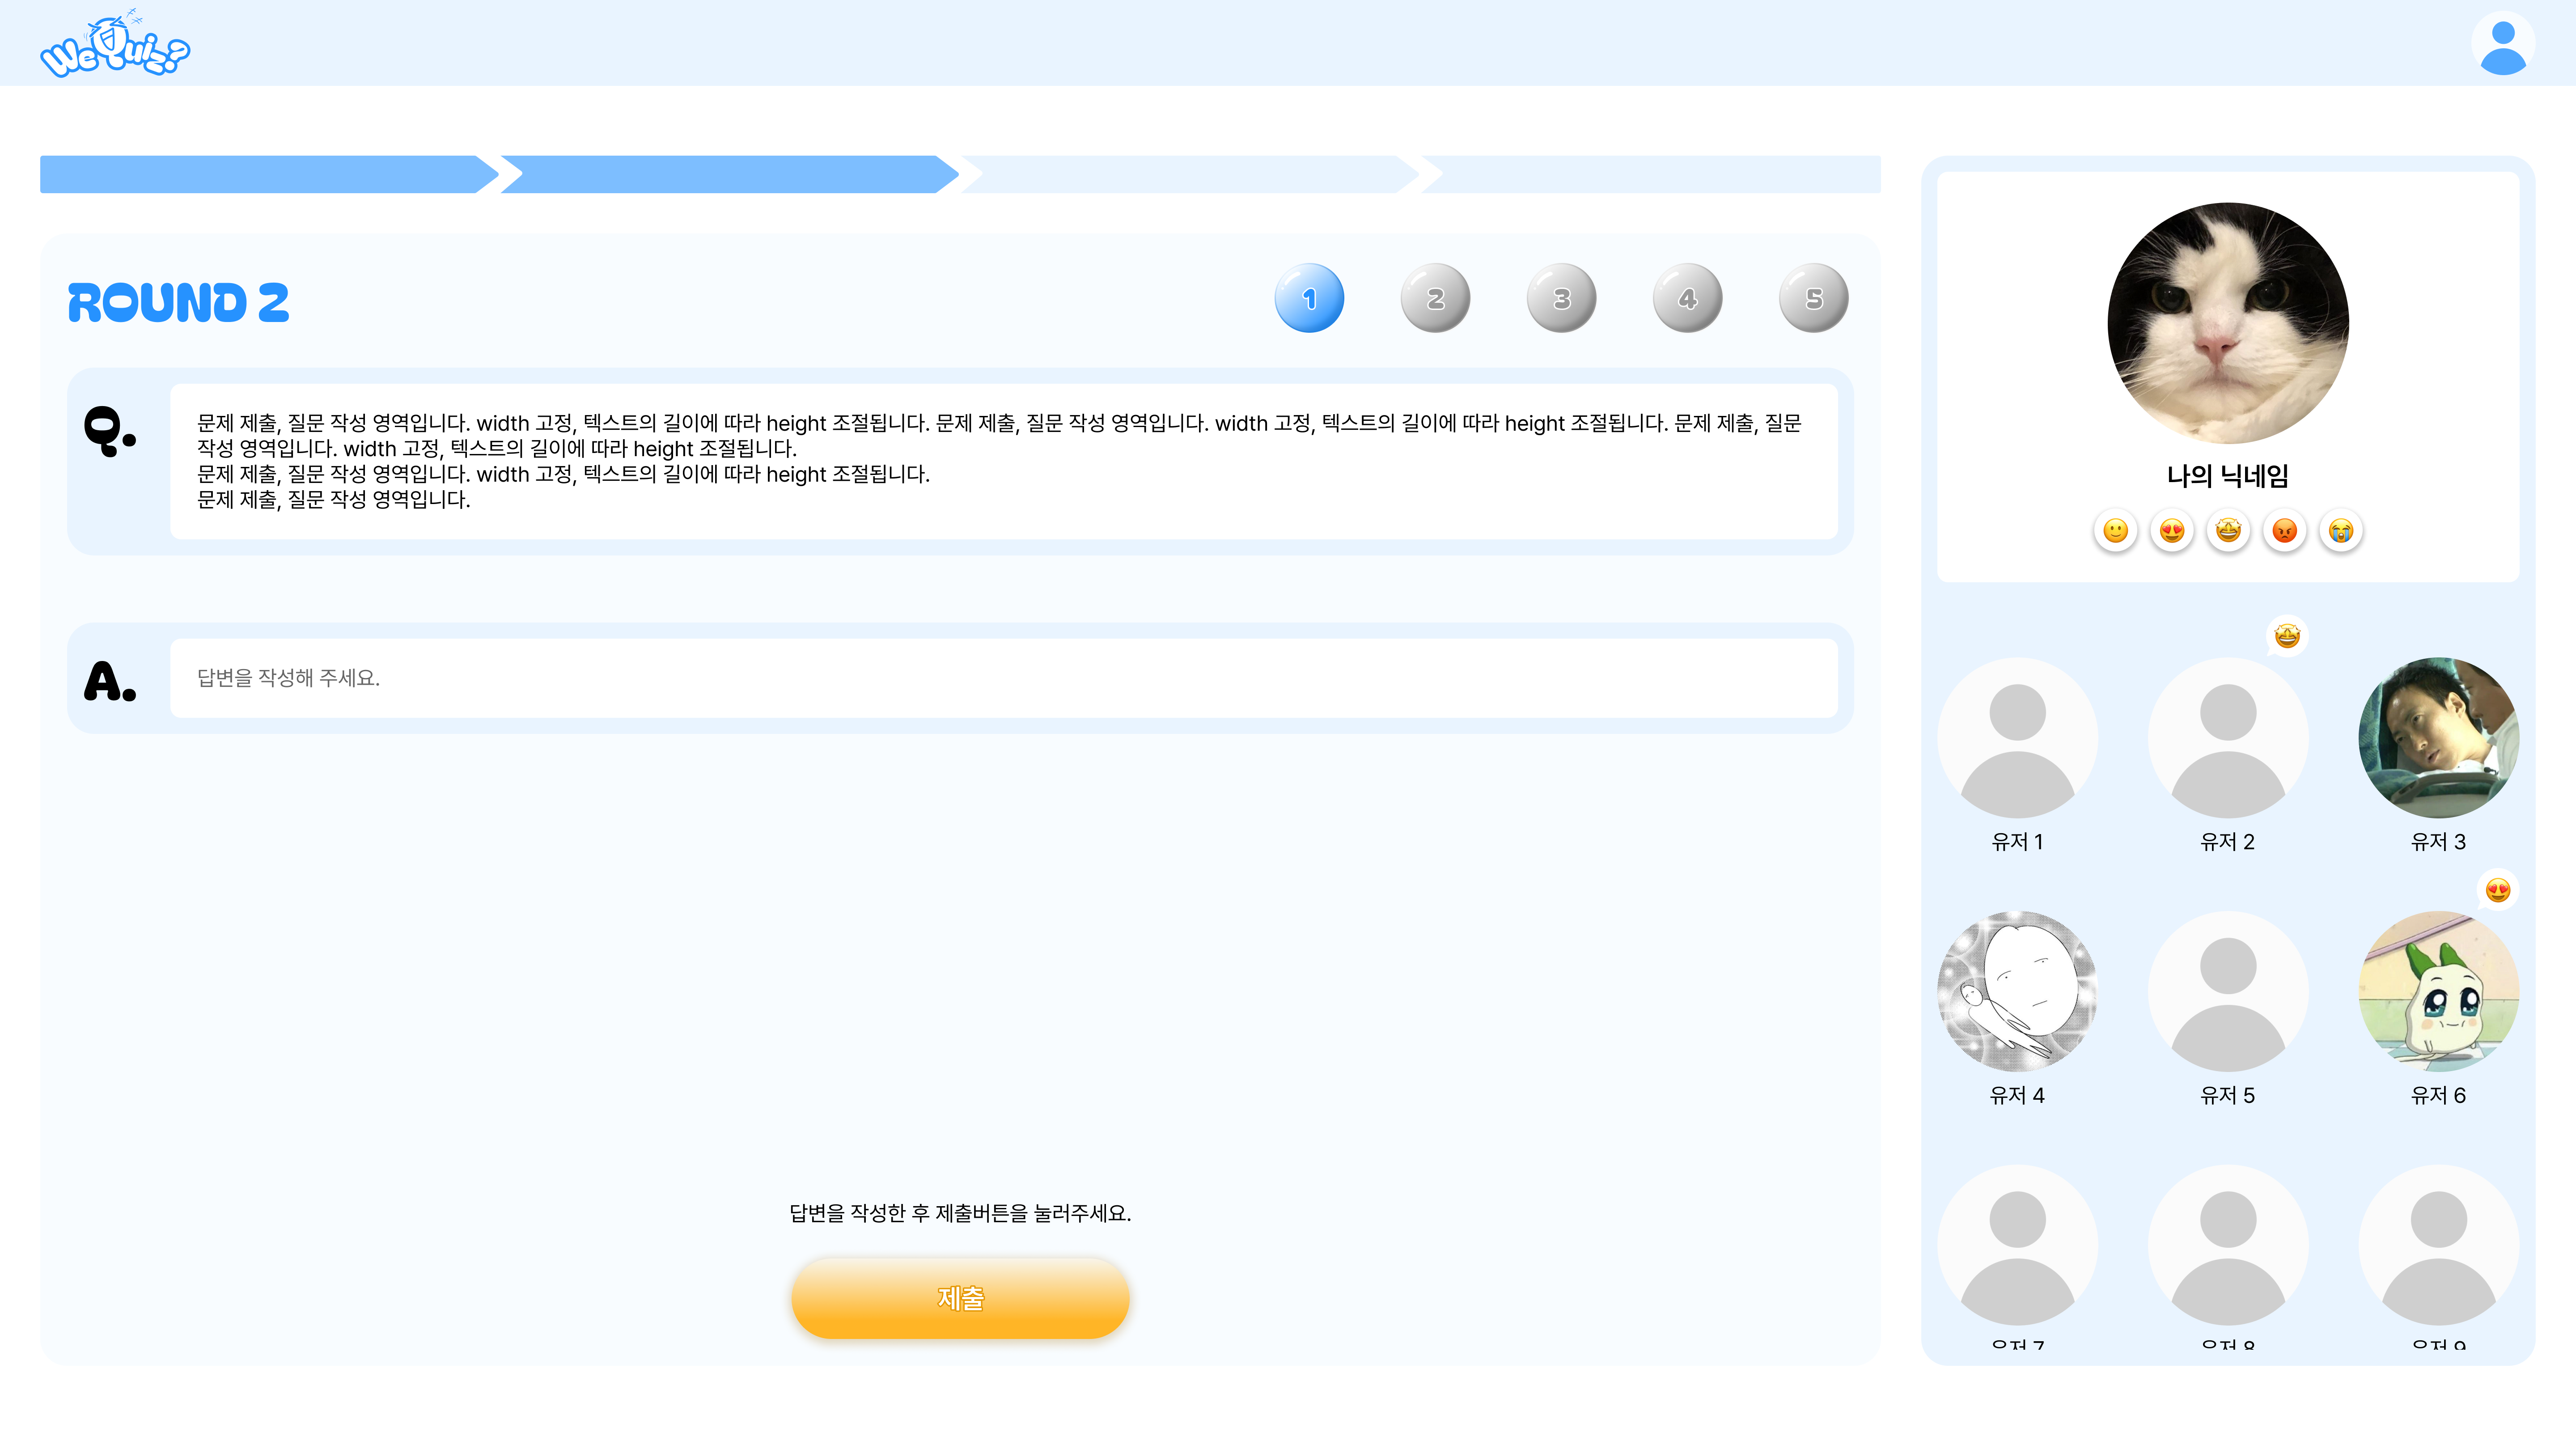 WeQuiz?
ROUND 2
1 2 3 4 5
Q.
문제 제출, 질문 작성 영역입니다. width 고정, 텍스트의 길이에 따라 height 조절됩니다. 문제 제출, 질문 작성 영역입니다. width 고정, 텍스트의 길이에 따라 height 조절됩니다. 문제 제출, 질문
작성 영역입니다. width 고정, 텍스트의 길이에 따라 height 조절됩니다.
문제 제출, 질문 작성 영역입니다. width 고정, 텍스트의 길이에 따라 height 조절됩니다.
문제 제출, 질문 작성 영역입니다.
A.
답변을 작성해 주세요.
답변을 작성한 후 제출버튼을 눌러주세요.
제출
나의 닉네임
유저 1
유저 2
유저 3
유저 4
유저 5
유저 6
유저 7
유저 8
유저 9